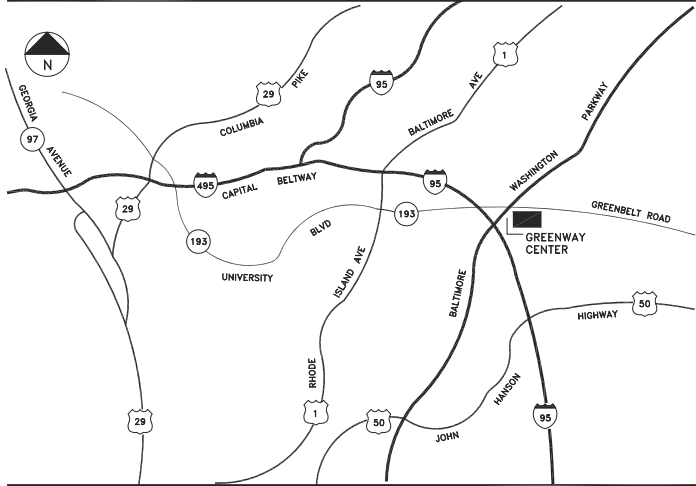 N
GEORGIA
97
AVENUE
29
PIKE
COLUMBIA
95
1
AVE
BALTIMORE
PARKWAY
WASHINGTON
495
CAPITAL
BELTWAY
95
29
193
193
GREENBELT ROAD
GREENWAY
CENTER
UNIVERSITY
BLVD
ISLAND AVE
BALTIMORE
50
HIGHWAY
RHODE
HANSON
29
1
50
JOHN
95